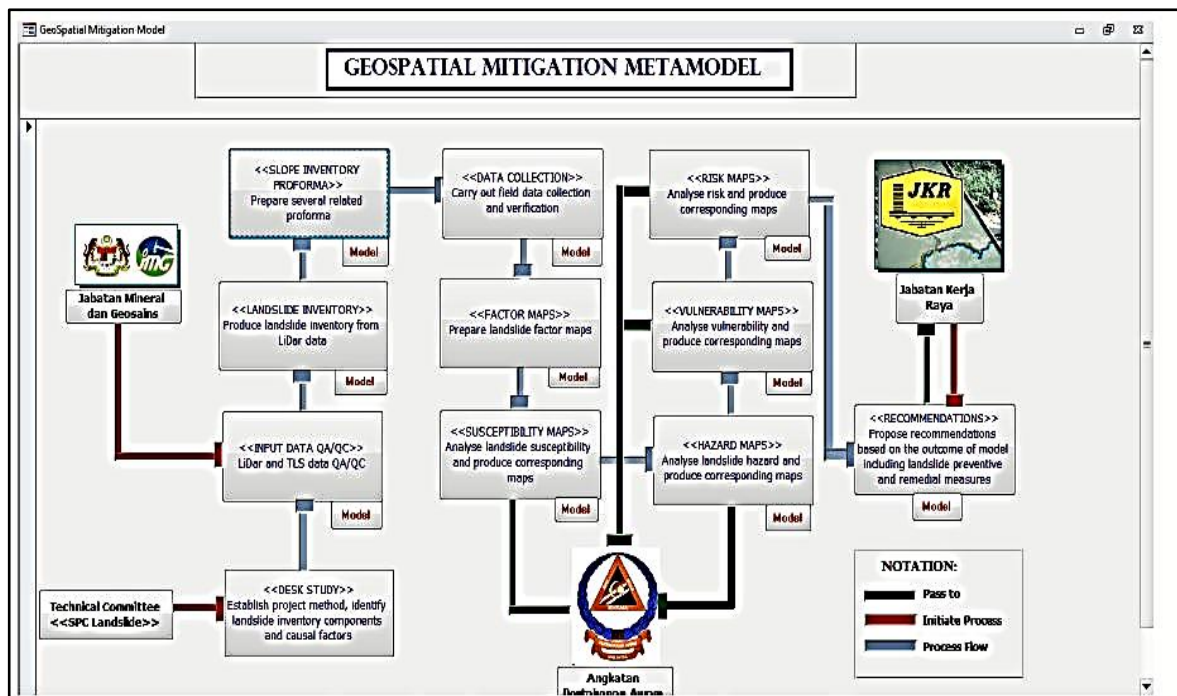 GeoSpatial Mitigation Model
GEOSPATIAL MITIGATION METAMODEL
<<SLOPE INVENTORY
PROFORMA>>
Prepare several related
proforma
Model
<<DATA COLLECTION>
Carry out field data collection
and verification
Model
<<RISK MAPS>
Analyse risk and produce
corresponding maps
Model
JKR
Jabatan Kerja
Raya
JMG
Jabatan Mineral
dan Geosains
<LANDSLIDE INVENTORY>
Produce landslide inventory from
LiDar data
Model
<<FACTOR MAPS>
Prepare landslide factor maps
Model
<VULNERABILITY MAPS>
Analyse vulnerability and
produce corresponding maps
Model
<<INPUT DATA QA/QC>
LiDar and TLS data QA/QC
Model
<<SUSCEPTIBILITY MAPS>
Analyse landslide susceptibility
and produce corresponding
maps
Model
<<HAZARD MAPS>
Analyse landslide hazard and
produce corresponding maps
Model
<<RECOMMENDATIONS>
Propose recommendations
based on the outcome of model
including landslide preventive
and remedial measures
Model
Technical Committee
<<SPC Landslide>>
<<DESK STUDY>
Establish project method, identify
landslide inventory components
and causal factors
Angkatan
NOTATION:
Pass to
Initiate Process
Process Flow